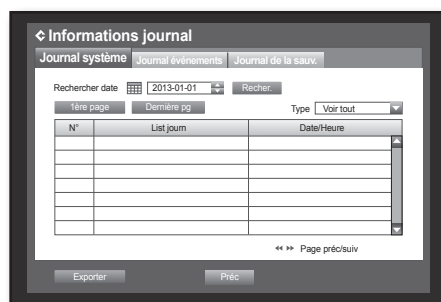 Informations journal
Journal système Journal événements Journal de la sauv.
Rechercher date 2013-01-01 Recher.
1ère page Dernière pg Type Voir tout
N° List journ Date/Heure
Page préc/suiv
Exporter Préc